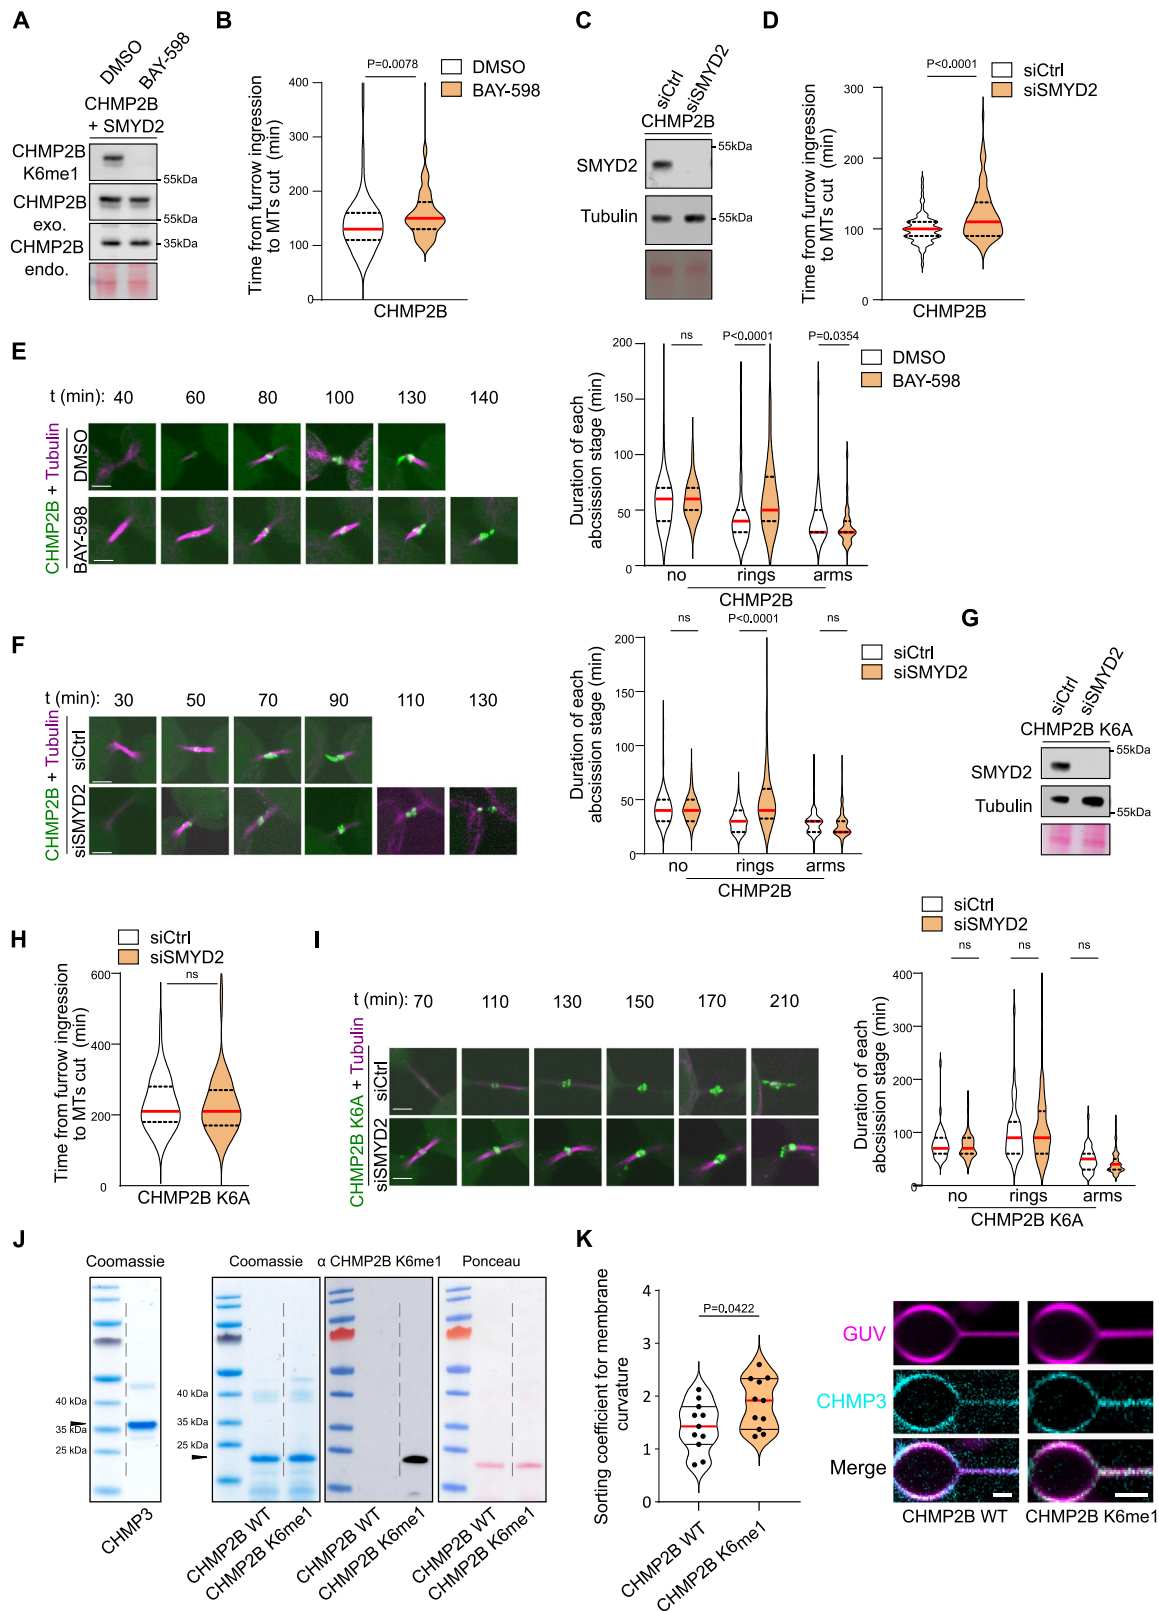 A
DMSO
BAY-598
CHMP2B
+ SMYD2
CHMP2B
K6me1
55kDa
CHMP2B
exo.
55kDa
CHMP2B
endo.
35kDa
B
P=0.0078
DMSO
BAY-598
Time from furrow ingression
to MTs cut (min)
400
300
200
100
0
CHMP2B
C
siCtrl
siSMYD2
CHMP2B
SMYD2
55kDa
Tubulin
55kDa
D
P<0.0001
siCtrl
siSMYD2
Time from furrow ingression
to MTs cut (min)
300
200
100
0
CHMP2B
E
t (min): 40 60 80 100 130 140
CHMP2B + Tubulin
DMSO
BAY-598
ns
P<0.0001
P=0.0354
DMSO
BAY-598
Duration of each
abcsission stage (min)
200
150
100
50
0
no rings arms
CHMP2B
F
t (min): 30 50 70 90 110 130
CHMP2B + Tubulin
siCtrl
siSMYD2
ns
P<0.0001
ns
siCtrl
siSMYD2
Duration of each
abcsission stage (min)
200
150
100
50
0
no rings arms
CHMP2B
G
siCtrl
siSMYD2
CHMP2B K6A
SMYD2
55kDa
Tubulin
55kDa
H
siCtrl
siSMYD2
ns
Time from furrow ingression
to MTs cut (min)
600
400
200
0
CHMP2B K6A
I
t (min): 70 110 130 150 170 210
CHMP2B K6A + Tubulin
siCtrl
siSMYD2
siCtrl
siSMYD2
ns ns ns
Duration of each
abcsission stage (min)
400
300
200
100
0
no rings arms
CHMP2B K6A
J
Coomassie
40 kDa
35 kDa
25 kDa
CHMP3
Coomassie
α CHMP2B K6me1
Ponceau
40 kDa
35 kDa
25 kDa
CHMP2B WT
CHMP2B K6me1
CHMP2B WT
CHMP2B K6me1
CHMP2B WT
CHMP2B K6me1
K
Sorting coefficient for membrane
curvature
4
3
2
1
0
P=0.0422
CHMP2B WT
CHMP2B K6me1
GUV
CHMP3
Merge
CHMP2B WT
CHMP2B K6me1